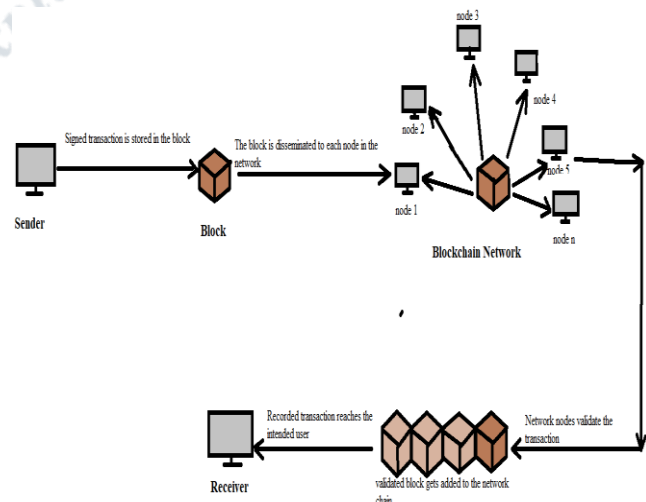 node 3
node 4
node 2
Signed transaction is stored in the block
The block is disseminated to each node in the
network
node 5
node 1
Sender
Block
node n
Blockchain Network
Recorded transaction reaches the
intended user
Network nodes validate the
transaction
Receiver
validated block gets added to the network
chain